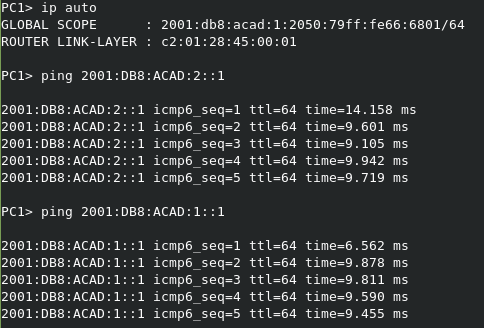 PC1> ip auto
GLOBAL SCOPE      : 2001:db8:acad:1:2050:79ff:fe66:6801/64
ROUTER LINK-LAYER : c2:01:28:45:00:01
PC1> ping 2001:DB8:ACAD:2::1
2001:DB8:ACAD:2::1 icmp6_seq=1 ttl=64 time=14.158 ms
2001:DB8:ACAD:2::1 icmp6_seq=2 ttl=64 time=9.601 ms
2001:DB8:ACAD:2::1 icmp6_seq=3 ttl=64 time=9.105 ms
2001:DB8:ACAD:2::1 icmp6_seq=4 ttl=64 time=9.942 ms
2001:DB8:ACAD:2::1 icmp6_seq=5 ttl=64 time=9.719 ms
PC1> ping 2001:DB8:ACAD:1::1
2001:DB8:ACAD:1::1 icmp6_seq=1 ttl=64 time=6.562 ms
2001:DB8:ACAD:1::1 icmp6_seq=2 ttl=64 time=9.878 ms
2001:DB8:ACAD:1::1 icmp6_seq=3 ttl=64 time=9.811 ms
2001:DB8:ACAD:1::1 icmp6_seq=4 ttl=64 time=9.590 ms
2001:DB8:ACAD:1::1 icmp6_seq=5 ttl=64 time=9.455 ms